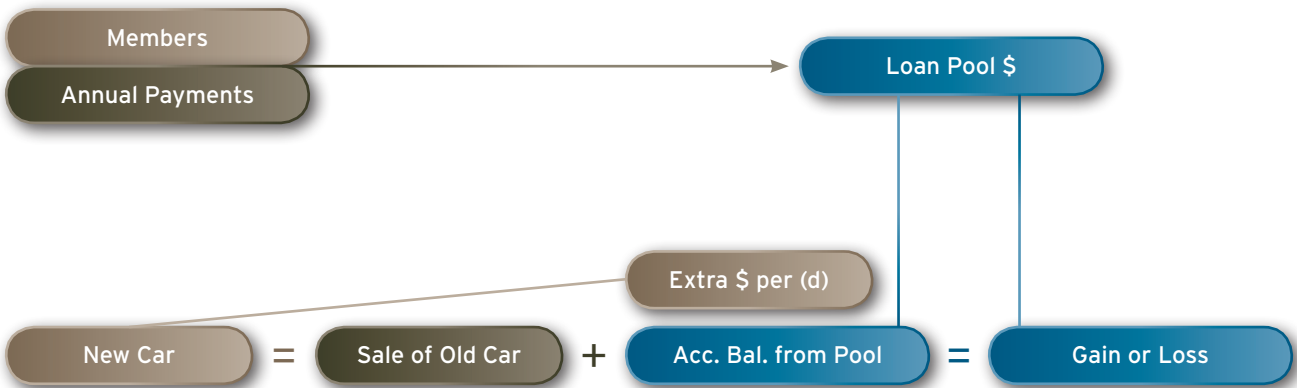 Members
Annual Payments
Loan Pool $
Extra $ per (d)
New Car = Sale of Old Car + Acc. Bal. from Pool = Gain or Loss